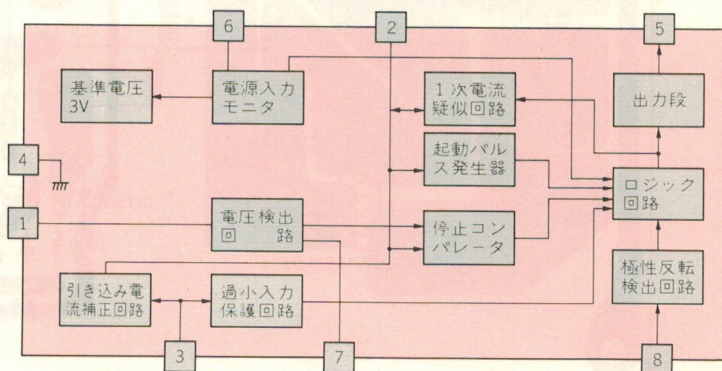 6
2
5
基準電圧
3V
電源入力
モニタ
1次電流
疑似回路
出力段
起動パル
ス発生器
4
ロジック
回路
1
電圧検出
回 路
停止コン
パレータ
引き込み電
流補正回路
過小入力
保護回路
極性反転
検出回路
3
7
8